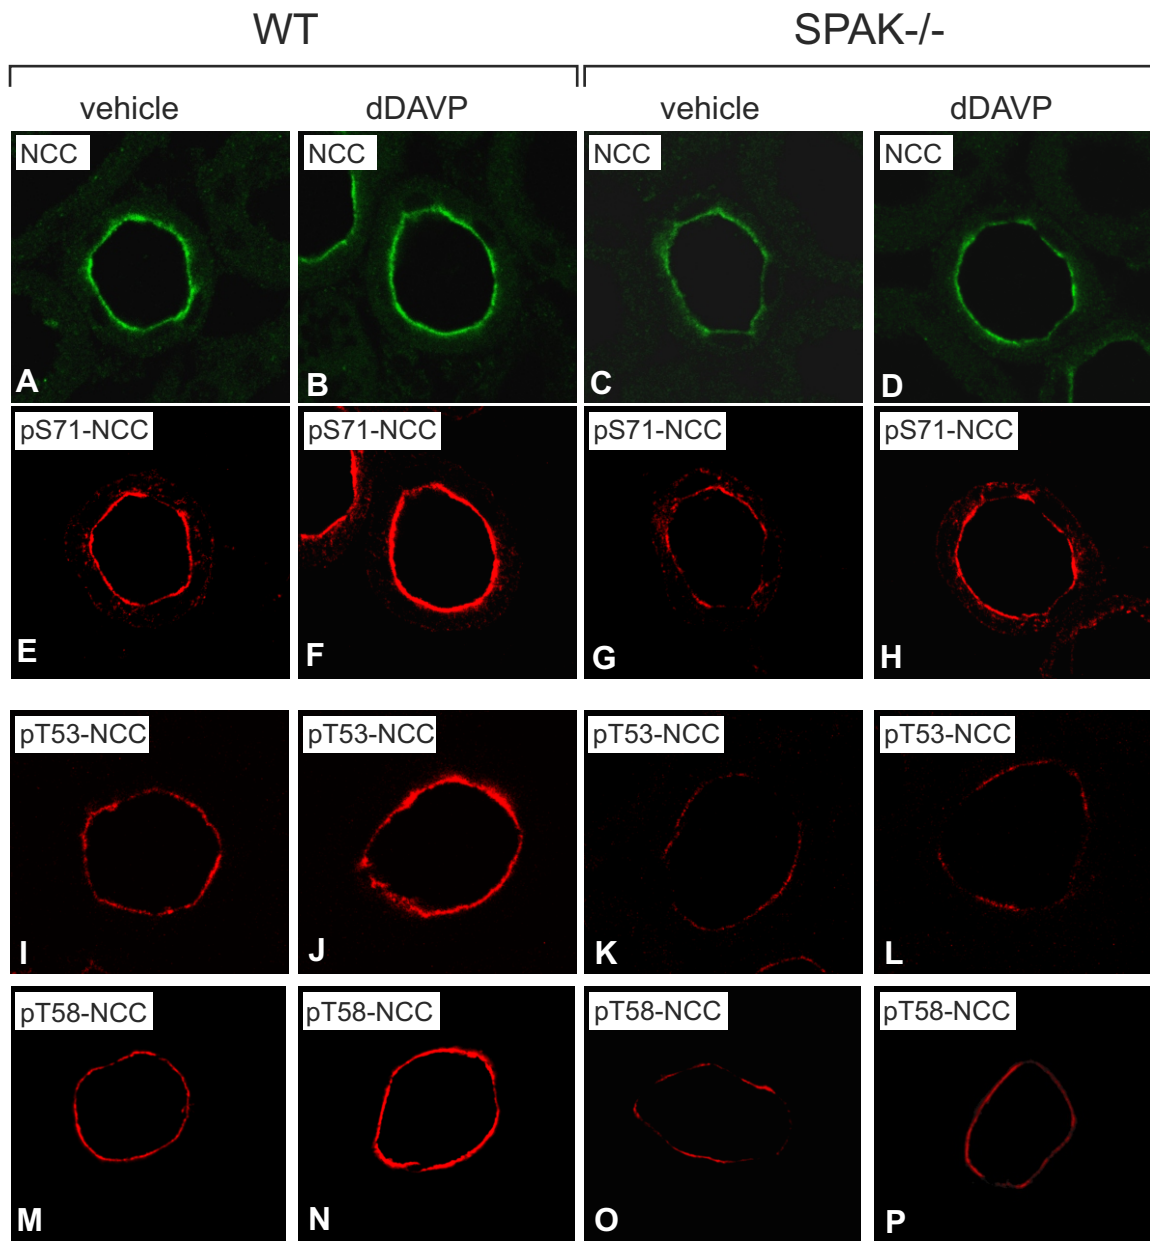 WT SPAK-/-
vehicle dDAVP vehicle dDAVP
NCC NCC NCC NCC
A B C D
pS71-NCC pS71-NCC pS71-NCC pS71-NCC
E F G H
pT53-NCC pT53-NCC pT53-NCC pT53-NCC
I J K L
pT58-NCC pT58-NCC pT58-NCC pT58-NCC
M N O P